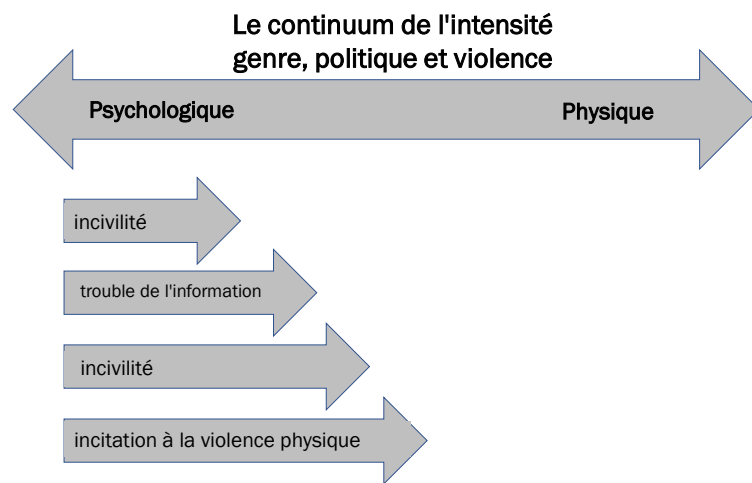 Le continuum de l'intensité
genre, politique et violence
Psychologique
Physique
incivilité
trouble de l'information
incivilité
incitation à la violence physique